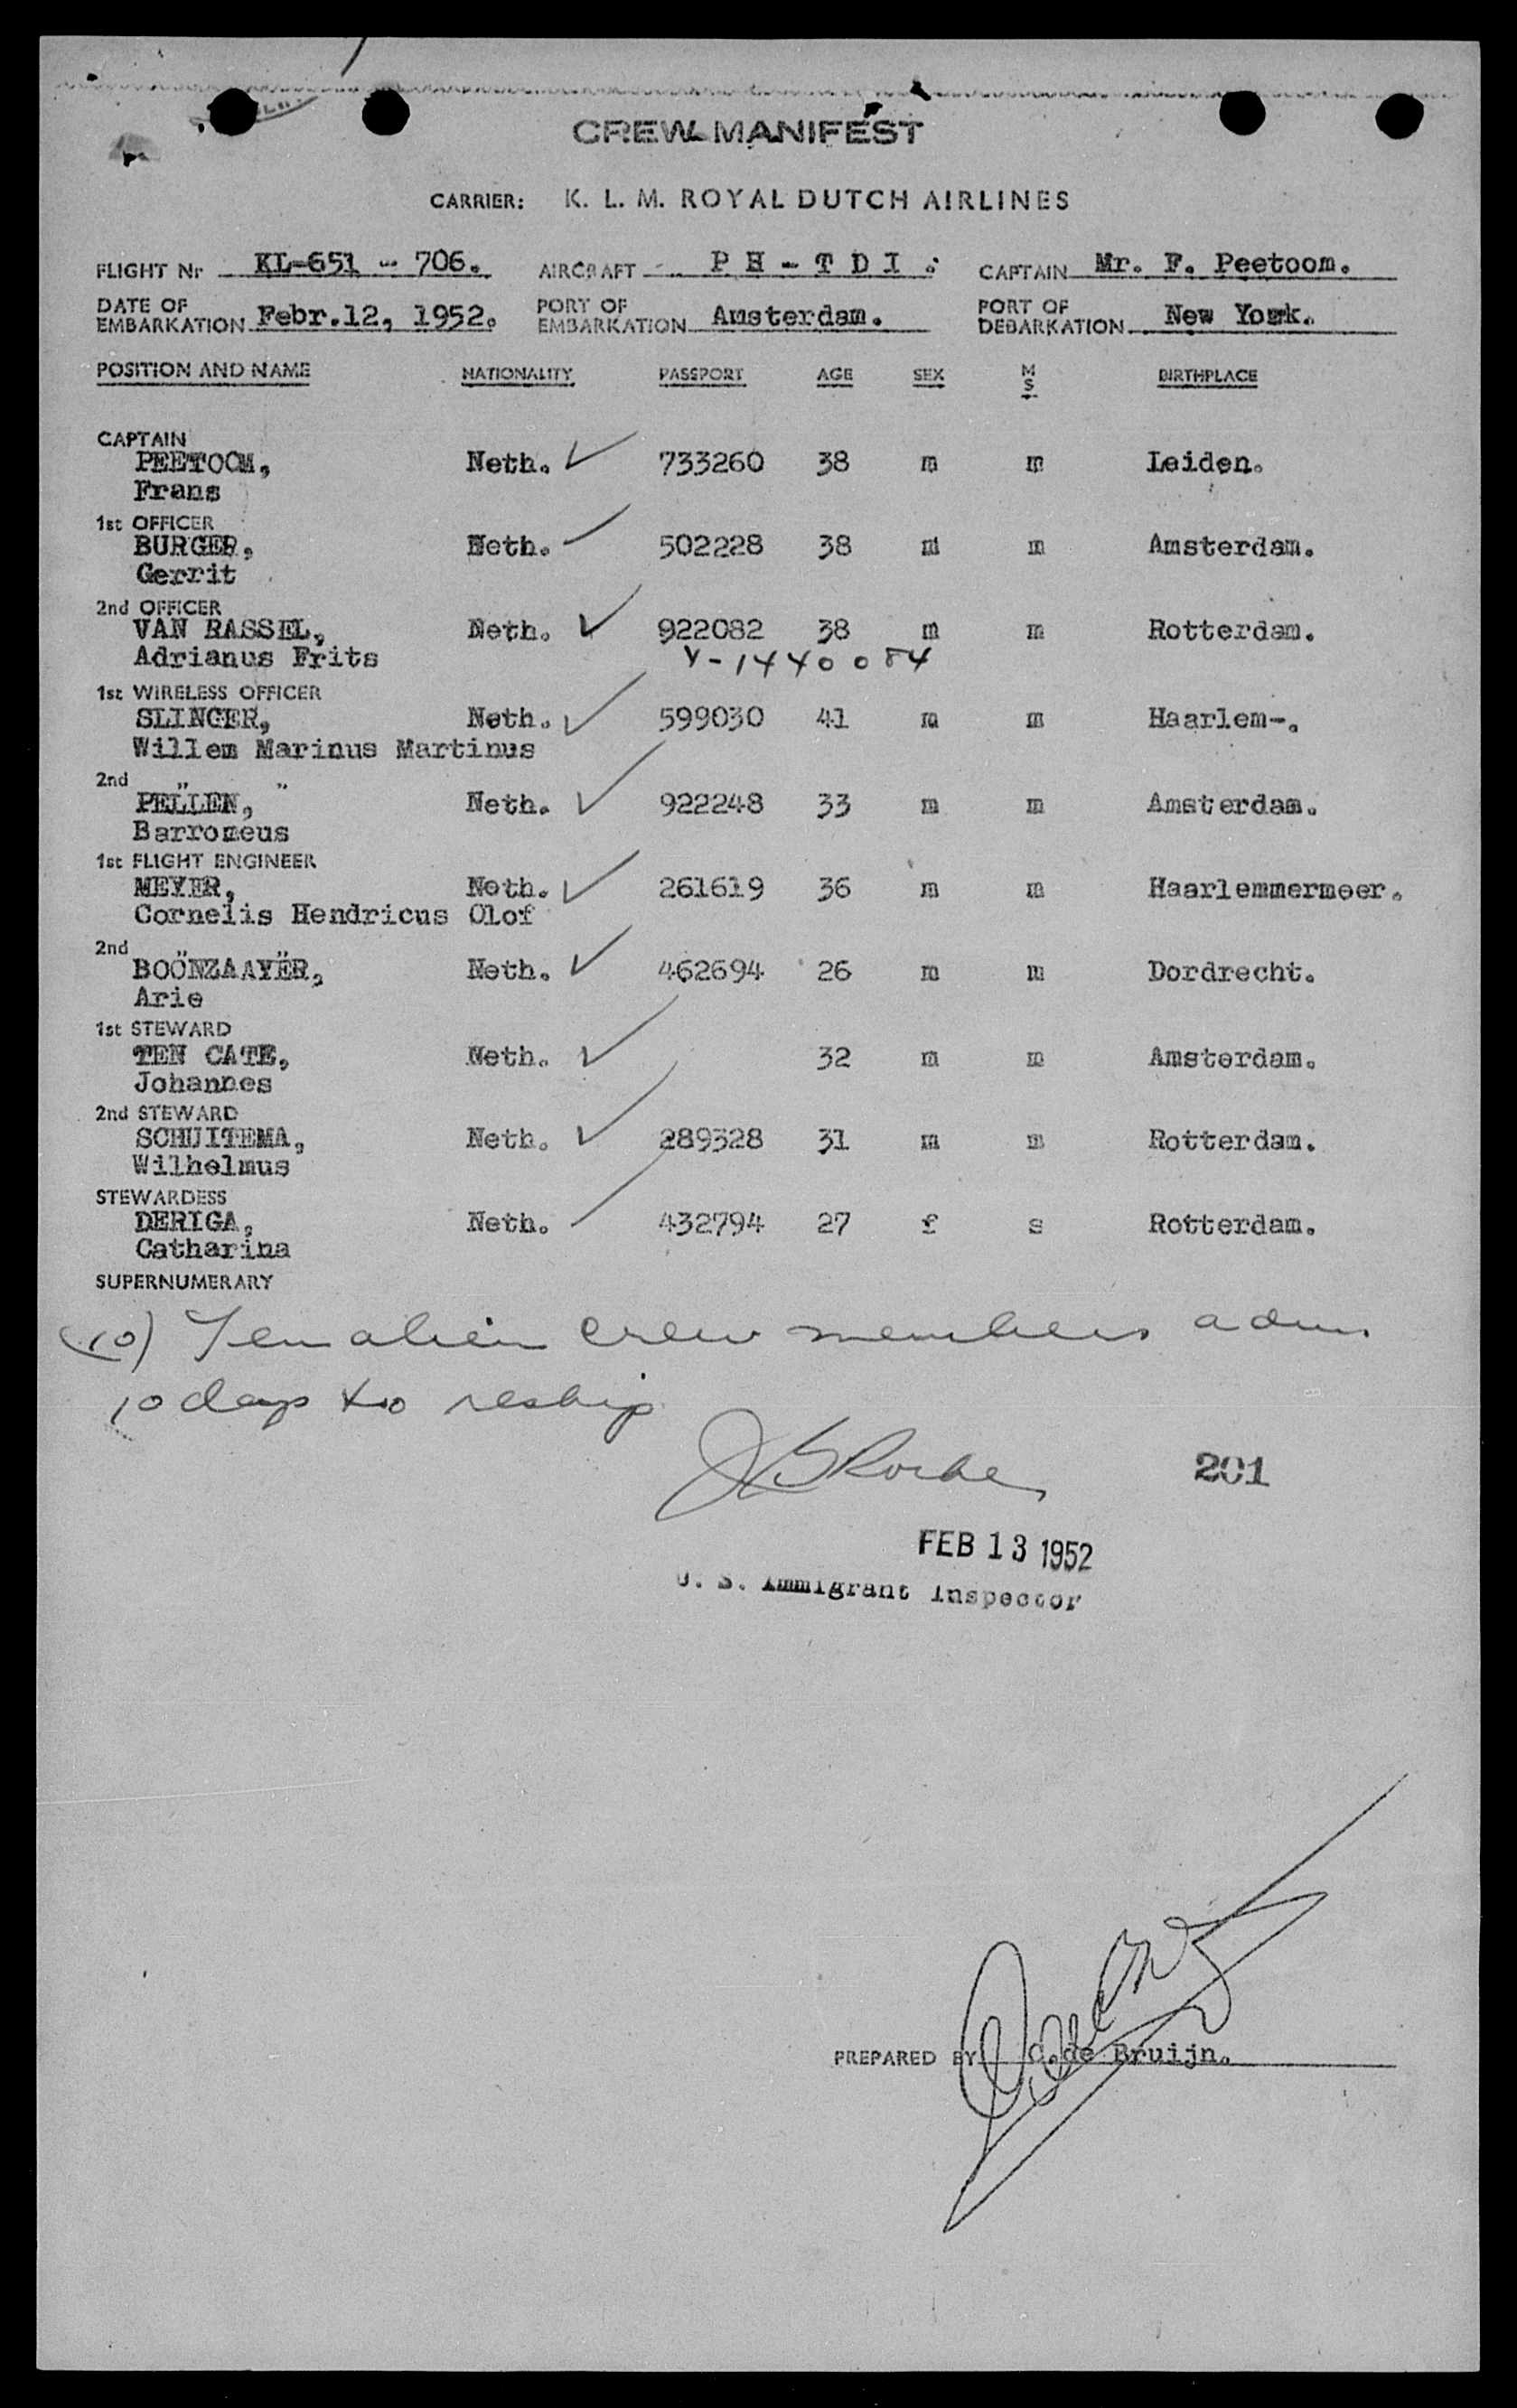 CREW MANIFEST
CARRIER: K. L. M. ROYAL DUTCH AIRLINES
FLIGHT Nr KL-651 - 706. AIRCRAFT P H - T D I . CAPTAIN Mr. F. Peetoom.
DATE OF EMBARKATION Febr.12, 1952. PORT OF EMBARKATION Amsterdam. PORT OF DEBARKATION New York.
POSITION AND NAME NATIONALITY PASSPORT AGE SEX M S BIRTHPLACE
CAPTAIN
PEETOOM, Neth. 733260 38 m m Leiden.
Frans
1st OFFICER
BURGER, Neth. 502228 38 m m Amsterdam.
Gerrit
2nd OFFICER
VAN BASSEL, Neth. 922082 38 m m Rotterdam.
Adrianus Frits V-1440084
1st WIRELESS OFFICER
SLINGER, Neth. 599030 41 m m Haarlem-.
Willem Marinus Martinus
2nd " "
PELLEN, Neth. 922248 33 m m Amsterdam.
Barromeus
1st FLIGHT ENGINEER
MEYER, Neth. 261619 36 m m Haarlemmermeer.
Cornelis Hendricus Olof
2nd " "
BOONZAAYER, Neth. 462694 26 m m Dordrecht.
Arie
1st STEWARD
TEN CATE, Neth. 32 m m Amsterdam.
Johannes
2nd STEWARD
SCHUITEMA, Neth. 289328 31 m m Rotterdam.
Wilhelmus
STEWARDESS
DERIGA, Neth. 432794 27 f s Rotterdam.
Catharina
SUPERNUMERARY
(10) Ten alien crew members adm.
10 days to reship
201
FEB 13 1952
U. S. Immigrant Inspector
PREPARED BY C.de Bruijn.